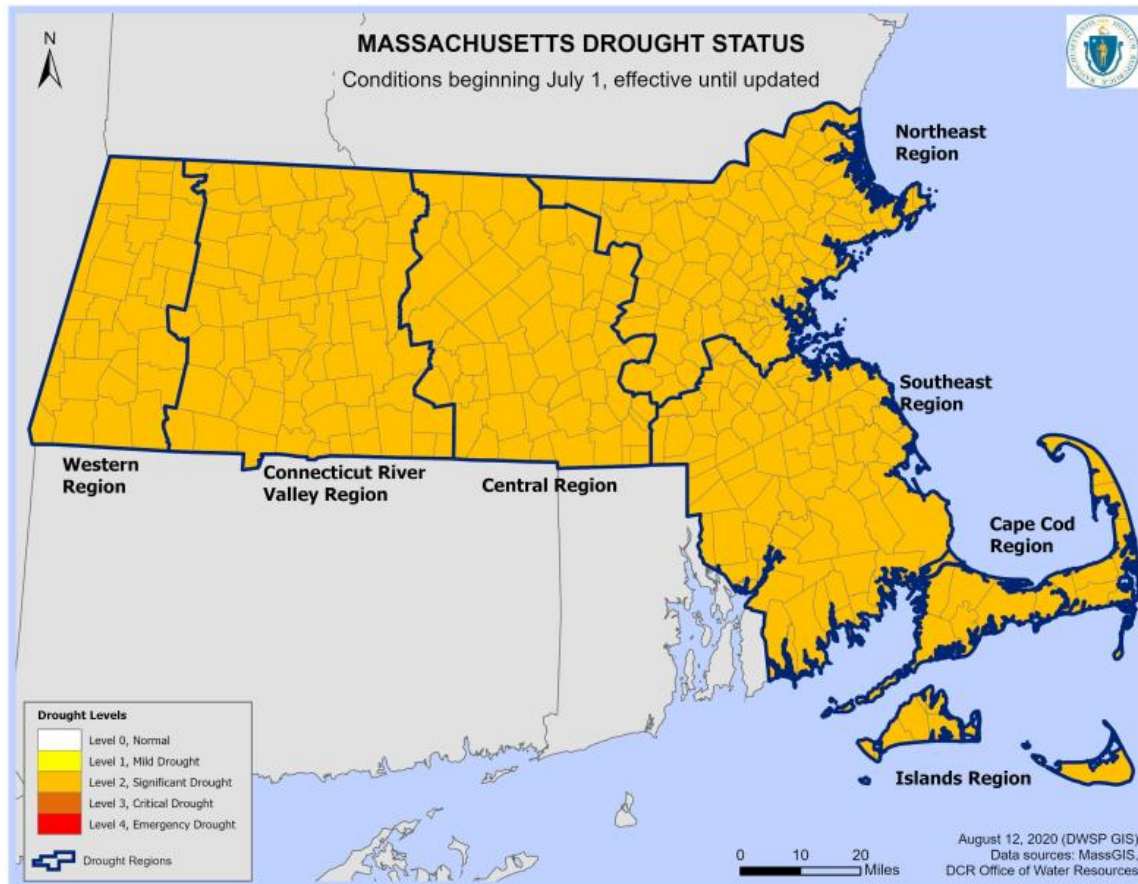 MASSACHUSETTS DROUGHT STATUS
Conditions beginning July 1, effective until updated
N
Northeast
Region
Southeast
Region
Cape Cod
Region
Western
Region
Connecticut River
Valley Region
Central Region
Islands Region
Drought Levels
Level 0, Normal
Level 1, Mild Drought
Level 2, Significant Drought
Level 3, Critical Drought
Level 4, Emergency Drought
Drought Regions
0 10 20
Miles
August 12, 2020 (DWSP GIS)
Data sources: MassGIS,
DCR Office of Water Resources